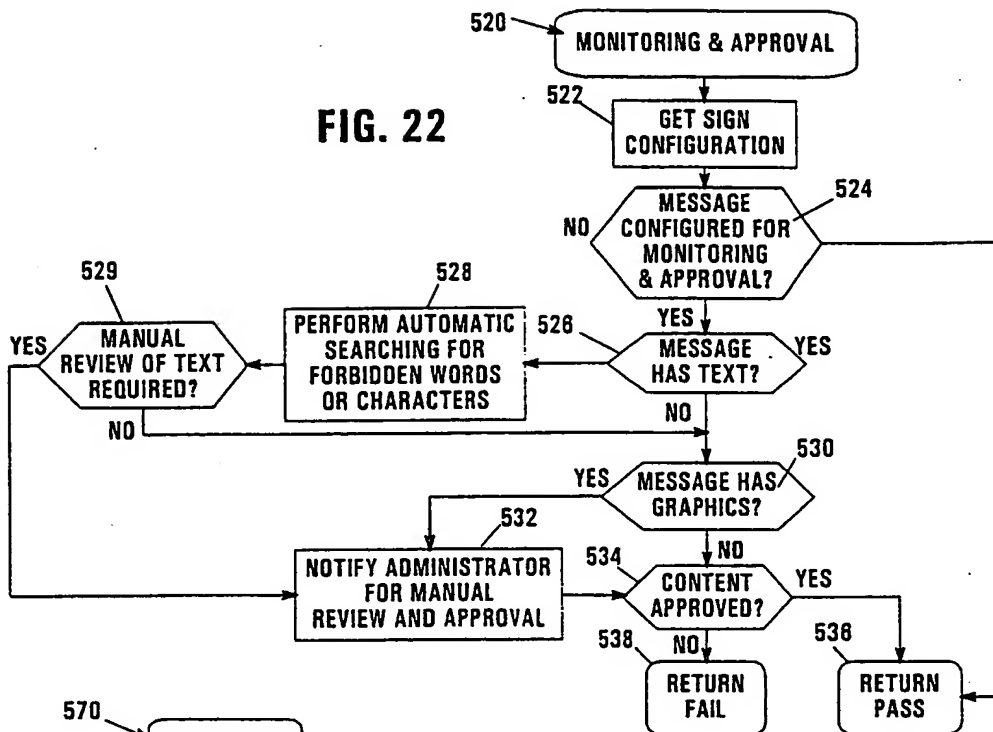 520
MONITORING & APPROVAL
522
FIG. 22
GET SIGN
CONFIGURATION
524
MESSAGE
CONFIGURED FOR
MONITORING
& APPROVAL?
NO
YES
529
528
526
YES
MANUAL
REVIEW OF TEXT
REQUIRED?
PERFORM AUTOMATIC
SEARCHING FOR
FORBIDDEN WORDS
OR CHARACTERS
MESSAGE
HAS TEXT?
YES
NO
NO
530
YES
MESSAGE HAS
GRAPHICS?
532
NO
NOTIFY ADMINISTRATOR
FOR MANUAL
REVIEW AND APPROVAL
534
CONTENT
APPROVED?
YES
538
NO
536
RETURN
FAIL
RETURN
PASS
570